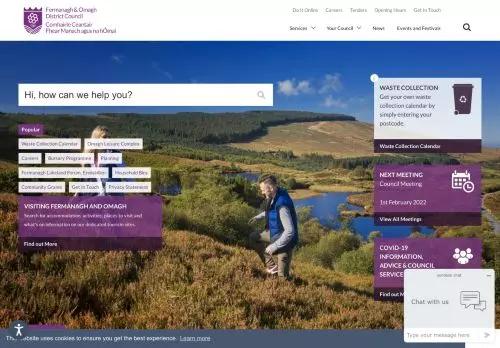 Fermanagh & Omagh
District Council
Comhairle Ceantair
Fhear Manach agus na hÓmaí
Do It Online
Careers
Tenders
Opening Hours
Get In Touch
Services
Your Council
News
Events and Festivals
Hi, how can we help you?
Popular
Waste Collection Calendar
Omagh Leisure Complex
Careers
Bursary Programme
Planning
Fermanagh Lakeland Forum, Enniskillen
Household Bins
Community Grants
Get in Touch
Privacy Statement
VISITING FERMANAGH AND OMAGH
Search for accommodation, activities, places to visit and
what's on information on our dedicated tourism sites.
Find out More
WASTE COLLECTION
Get your own waste
collection calendar by
simply entering your
postcode.
Waste Collection Calendar
NEXT MEETING
Council Meeting
1st February 2022
View All Meetings
COVID-19
INFORMATION,
ADVICE & COUNCIL
SERVICE
Find out M
Chat with us
Type your message here
This website uses cookies to ensure you get the best experience. Learn more